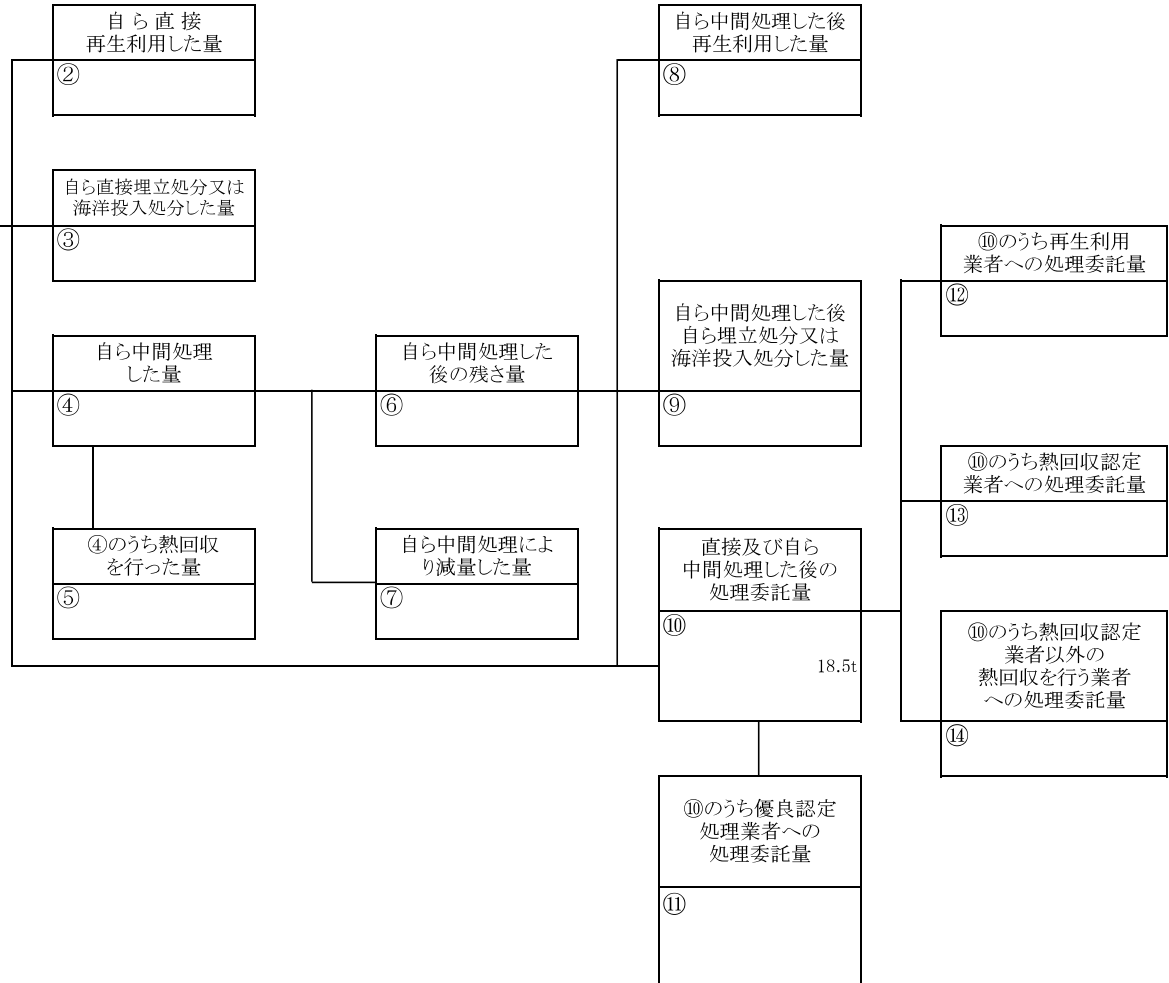 自 ら 直 接
再生利用した量
②
自ら直接埋立処分又は
海洋投入処分した量
③
自ら中間処理
した量
④
④のうち熱回収
を行った量
⑤
自ら中間処理した
後の残さ量
⑥
自ら中間処理によ
り減量した量
⑦
自ら中間処理した後
再生利用した量
⑧
自ら中間処理した後
自ら埋立処分又は
海洋投入処分した量
⑨
直接及び自ら
中間処理した後の
処理委託量
⑩
18.5t
⑩のうち優良認定
処理業者への
処理委託量
⑪
⑩のうち再生利用
業者への処理委託量
⑫
⑩のうち熱回収認定
業者への処理委託量
⑬
⑩のうち熱回収認定
業者以外の
熱回収を行う業者
への処理委託量
⑭